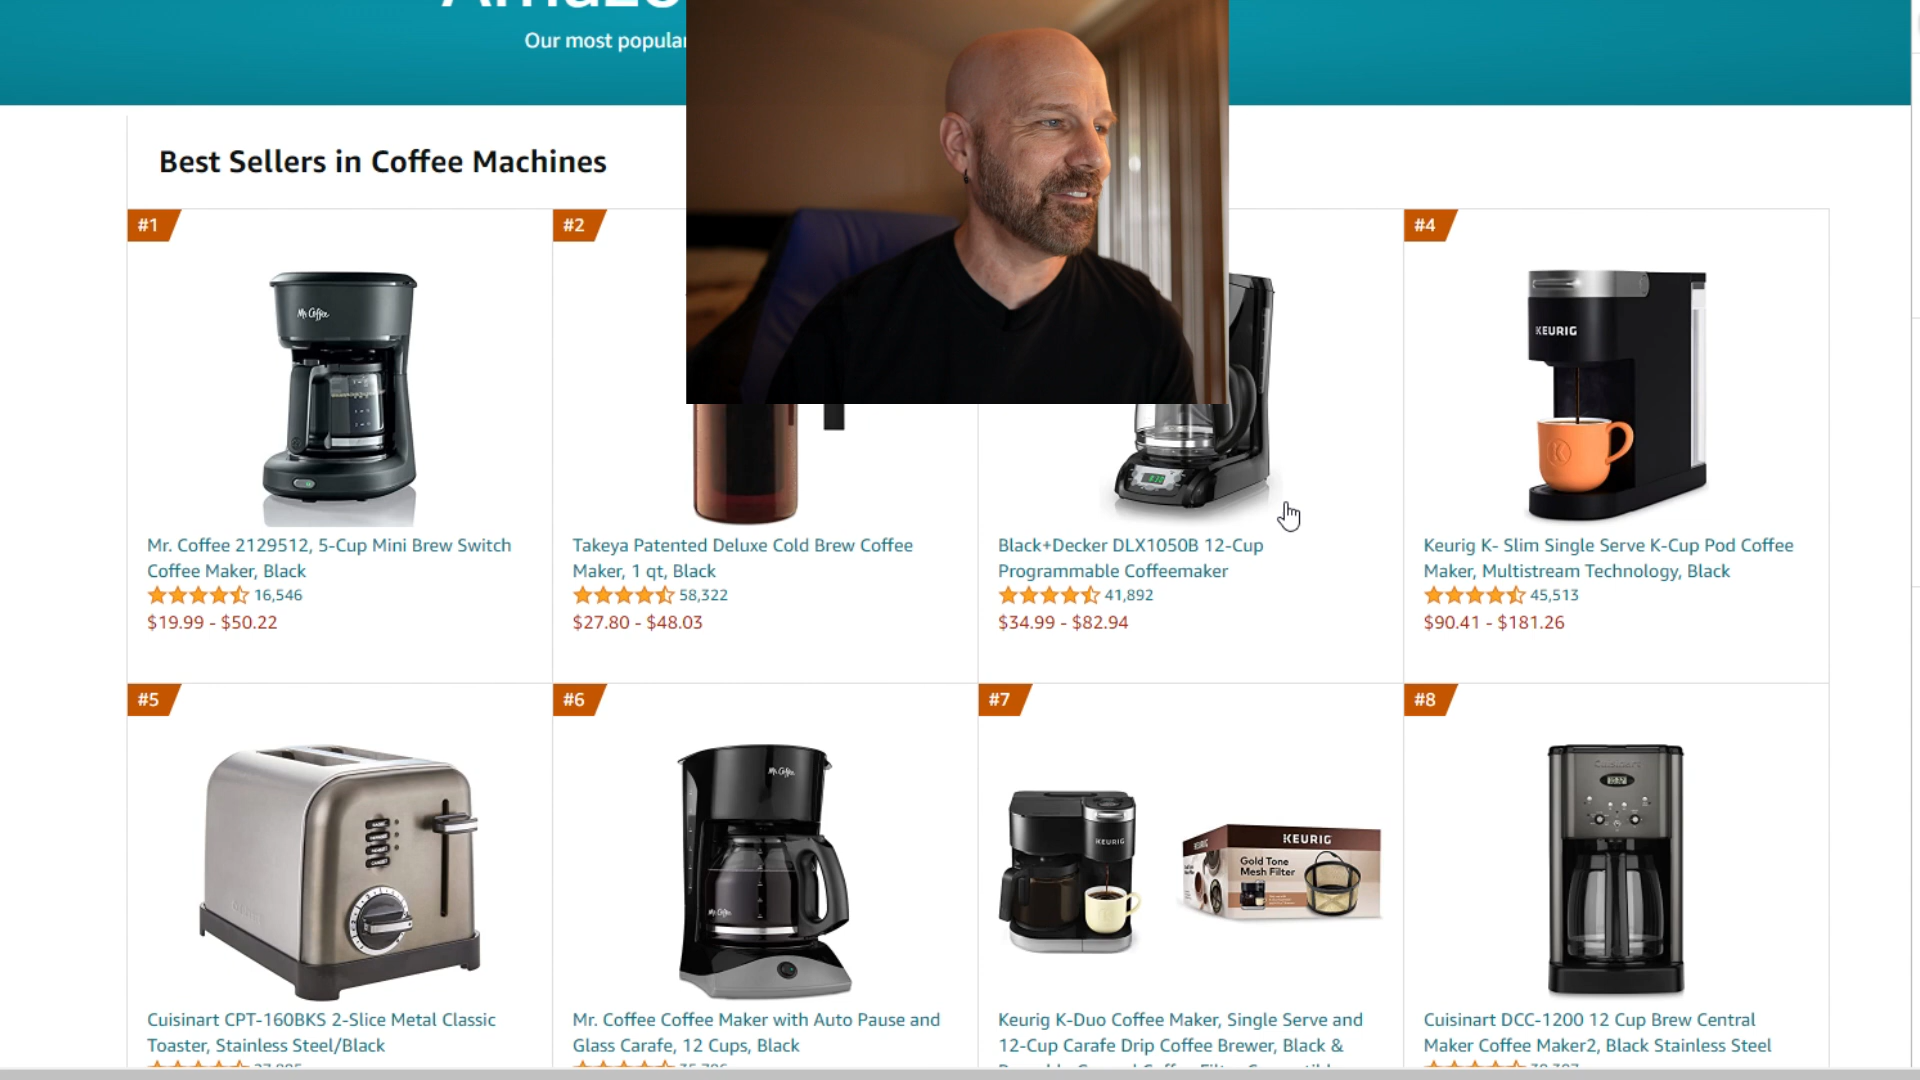 Our most popular
Best Sellers in Coffee Machines
#1
#2
#4
Mr. Coffee
KEURIG
Mr. Coffee 2129512, 5-Cup Mini Brew Switch
Coffee Maker, Black
16,546
$19.99 - $50.22
Takeya Patented Deluxe Cold Brew Coffee
Maker, 1 qt, Black
58,322
$27.80 - $48.03
Black+Decker DLX1050B 12-Cup
Programmable Coffeemaker
41,892
$34.99 - $82.94
Keurig K- Slim Single Serve K-Cup Pod Coffee
Maker, Multistream Technology, Black
45,513
$90.41 - $181.26
#5
#6
#7
#8
Mr. Coffee
Mr. Coffee
KEURIG
KEURIG
Gold Tone
Mesh Filter
Cuisinart
Cuisinart CPT-160BKS 2-Slice Metal Classic
Toaster, Stainless Steel/Black
Mr. Coffee Coffee Maker with Auto Pause and
Glass Carafe, 12 Cups, Black
Keurig K-Duo Coffee Maker, Single Serve and
12-Cup Carafe Drip Coffee Brewer, Black &
Cuisinart DCC-1200 12 Cup Brew Central
Maker Coffee Maker2, Black Stainless Steel